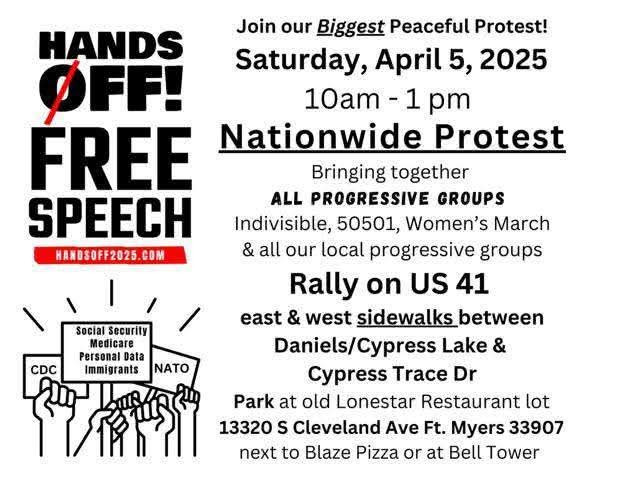 HANDS
OFF!
FREE
SPEECH
HANDSOFF2025.COM
Social Security
Medicare
Personal Data
Immigrants
CDC
NATO
Join our Biggest Peaceful Protest!
Saturday, April 5, 2025
10am - 1 pm
Nationwide Protest
Bringing together
ALL PROGRESSIVE GROUPS
Indivisible, 50501, Women’s March
& all our local progressive groups
Rally on US 41
east & west sidewalks between
Daniels/Cypress Lake &
Cypress Trace Dr
Park at old Lonestar Restaurant lot
13320 S Cleveland Ave Ft. Myers 33907
next to Blaze Pizza or at Bell Tower